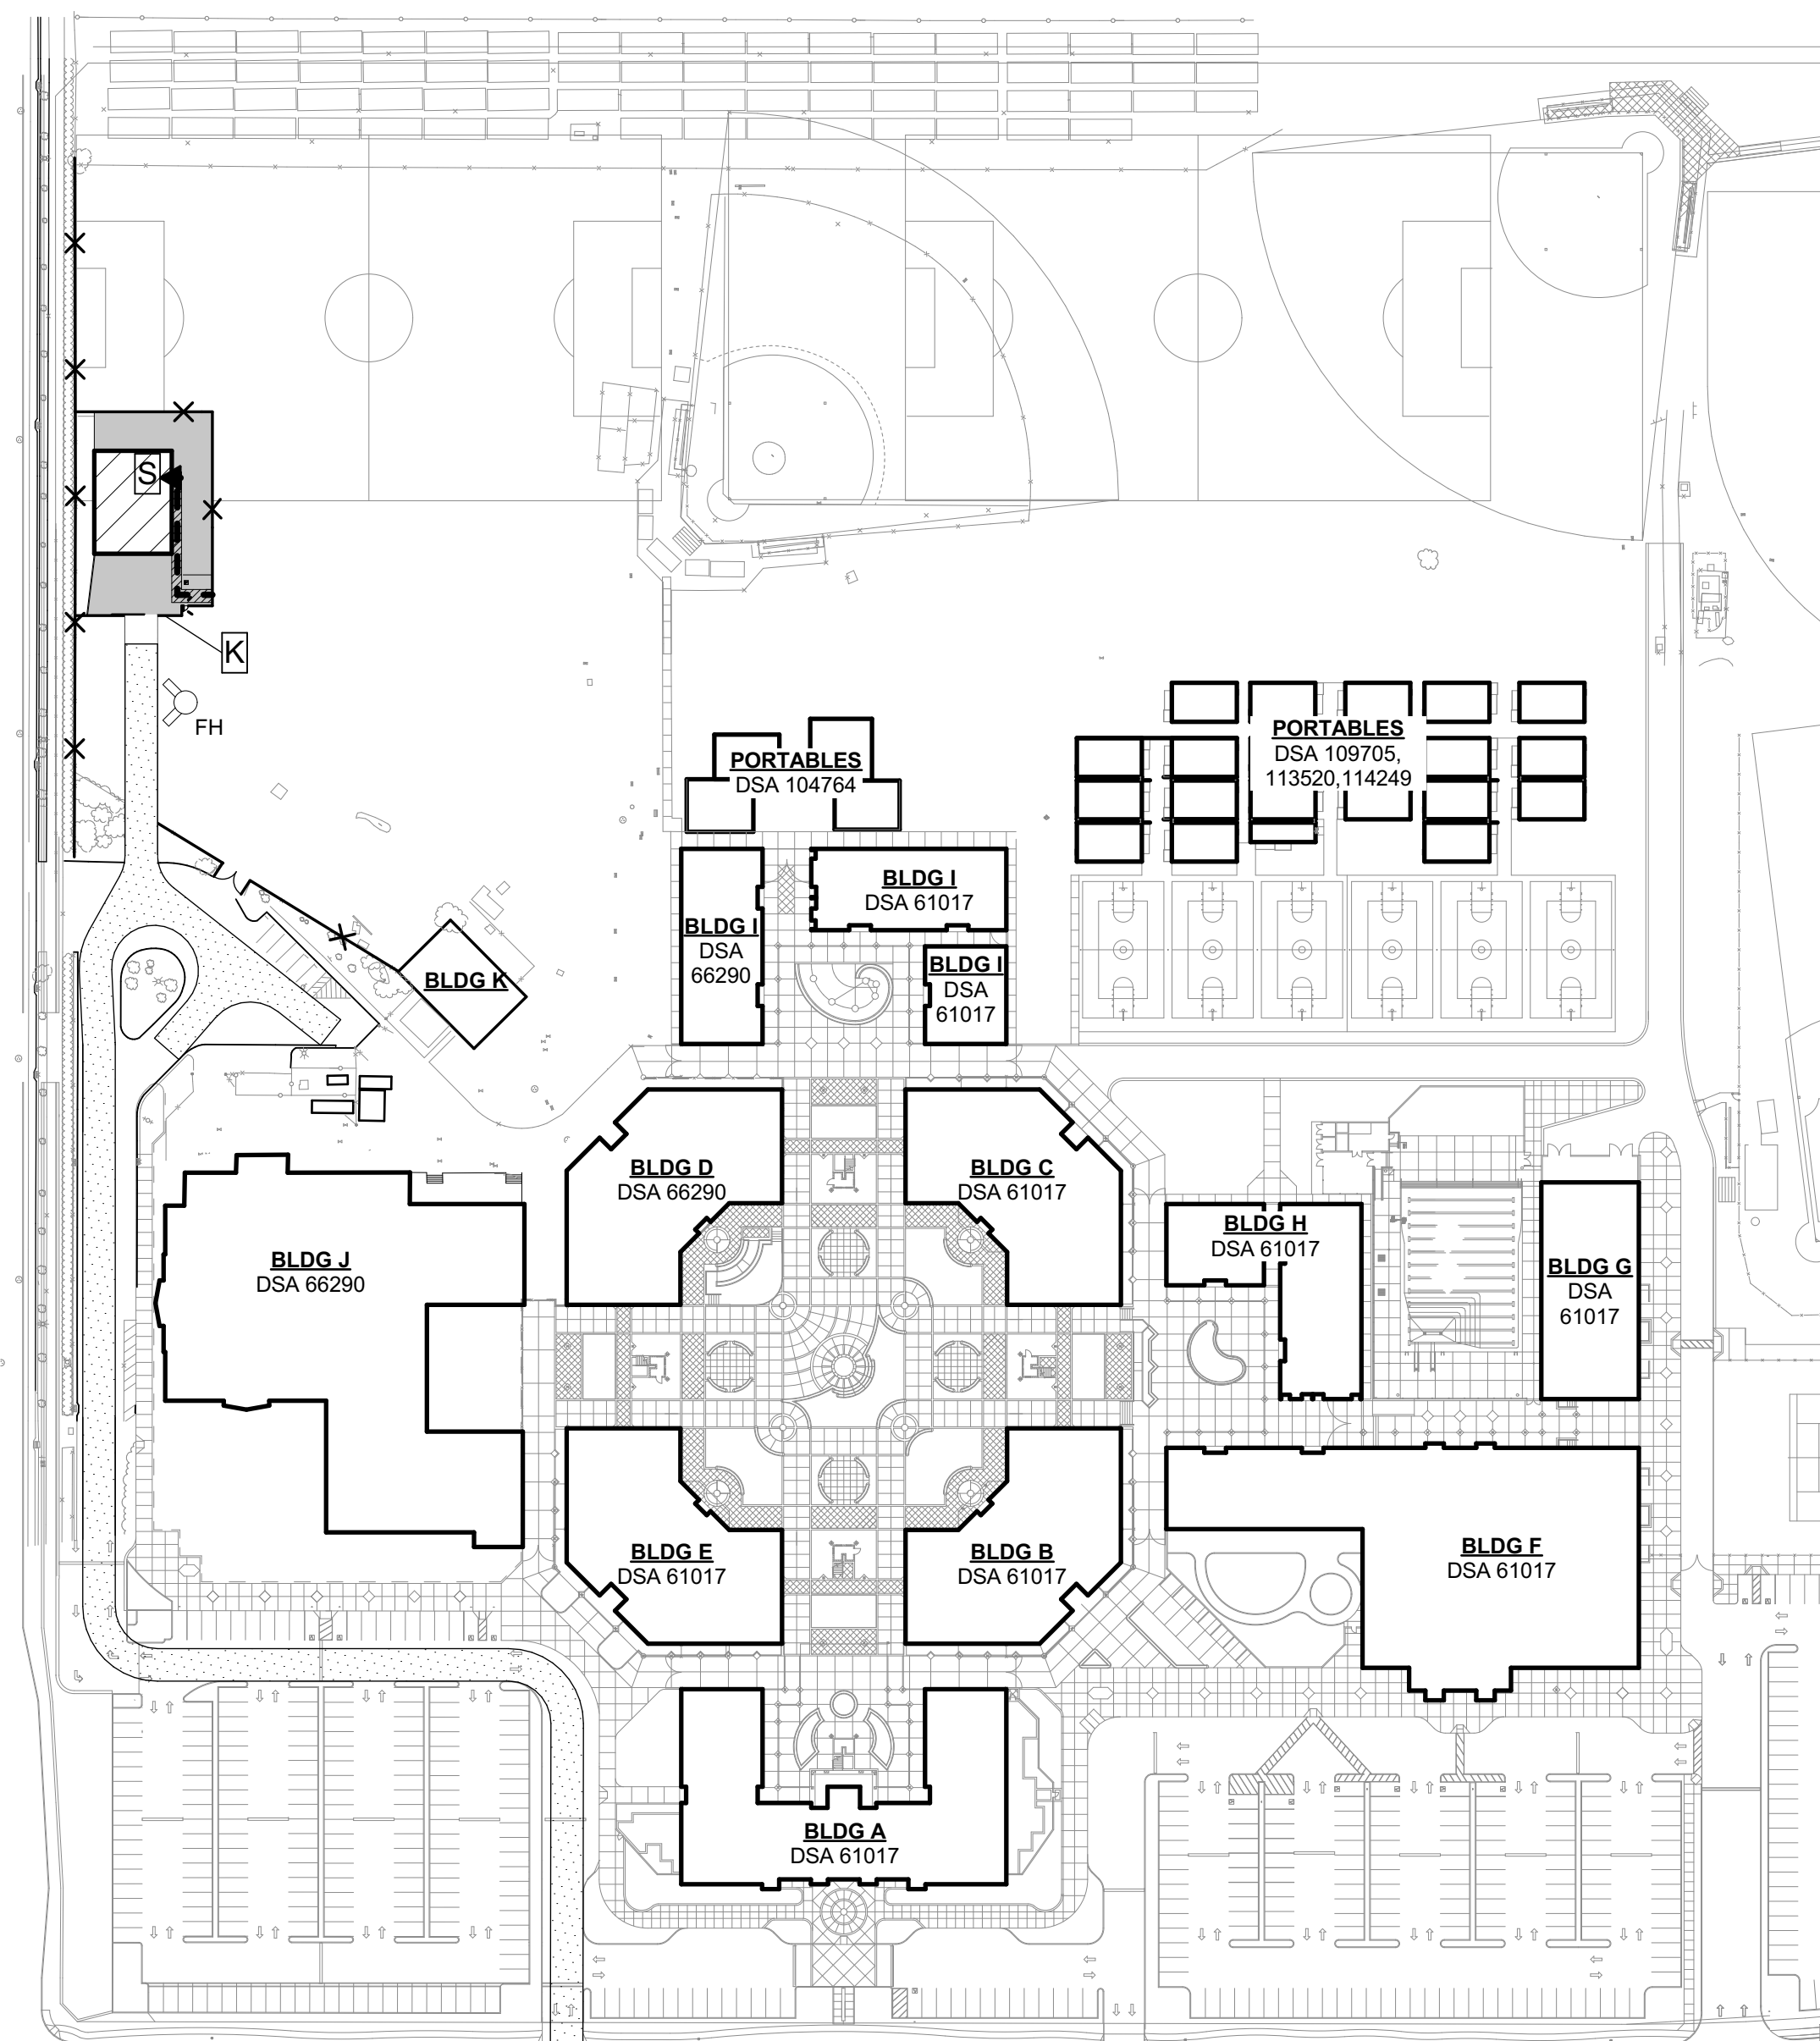 S
K
FH
PORTABLES
DSA 109705,
113520,114249
PORTABLES
DSA 104764
BLDG I
DSA 61017
BLDG I
DSA
66290
BLDG I
DSA
61017
BLDG K
BLDG D
DSA 66290
BLDG C
DSA 61017
BLDG H
DSA 61017
BLDG J
DSA 66290
BLDG G
DSA
61017
BLDG E
DSA 61017
BLDG B
DSA 61017
BLDG F
DSA 61017
BLDG A
DSA 61017